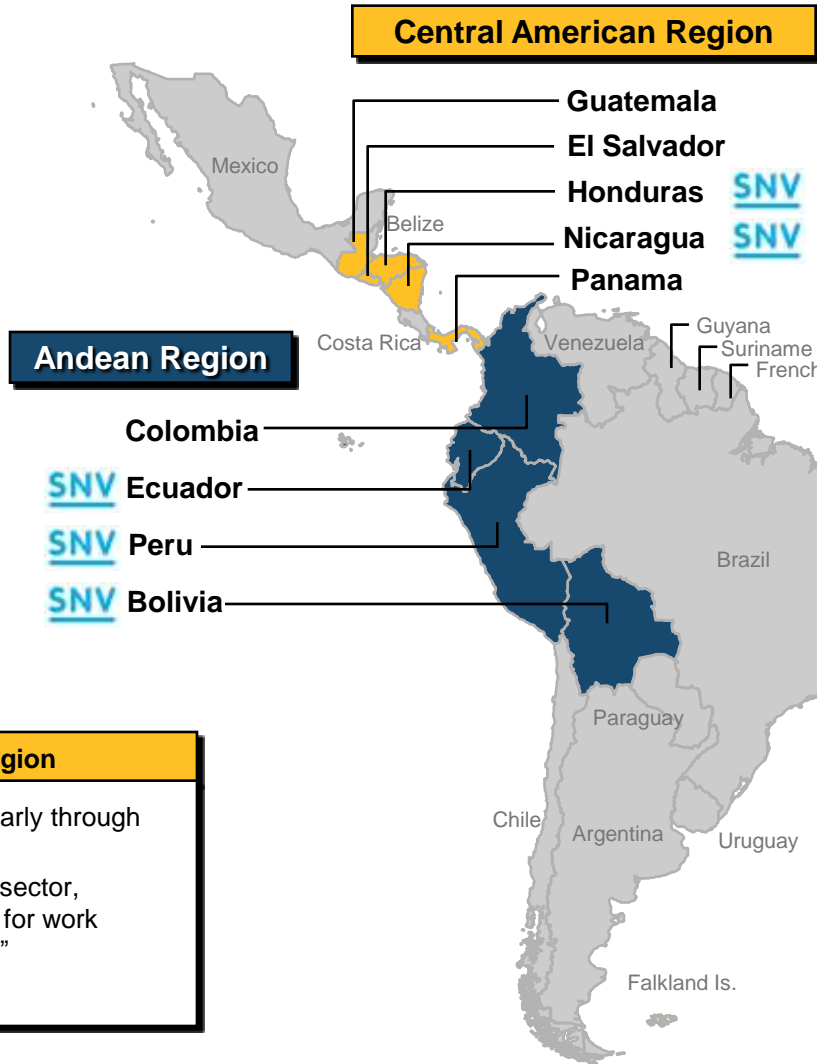 Central American Region
Guatemala
El Salvador
Honduras SNV
Nicaragua SNV
Panama
Mexico
Belize
Costa Rica
Venezuela
Guyana
Suriname
French
Andean Region
Colombia
SNV Ecuador
SNV Peru
SNV Bolivia
Brazil
Paraguay
Chile
Argentina
Uruguay
Falkland Is.
gion
arly through
sector,
for work
”